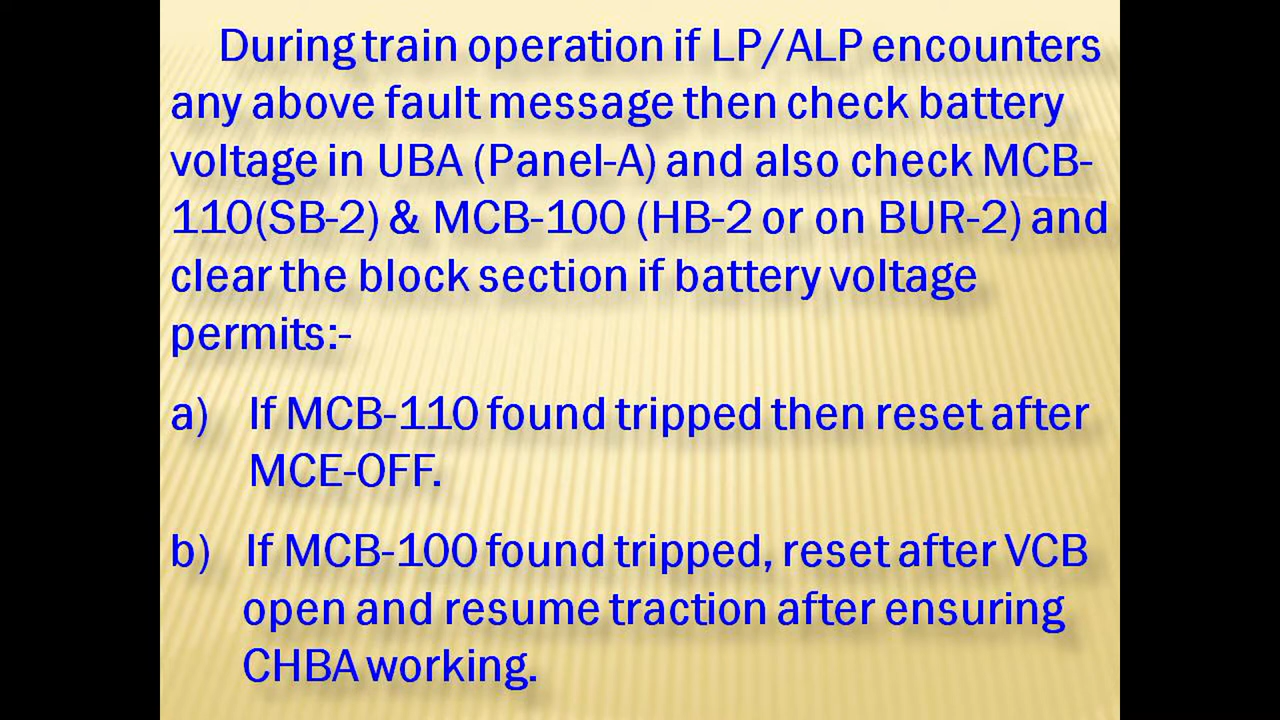 During train operation if LP/ALP encounters
any above fault message then check battery
voltage in UBA (Panel-A) and also check MCB-
110(SB-2) & MCB-100 (HB-2 or on BUR-2) and
clear the block section if battery voltage
permits:-
a) If MCB-110 found tripped then reset after
MCE-OFF.
b) If MCB-100 found tripped, reset after VCB
open and resume traction after ensuring
CHBA working.